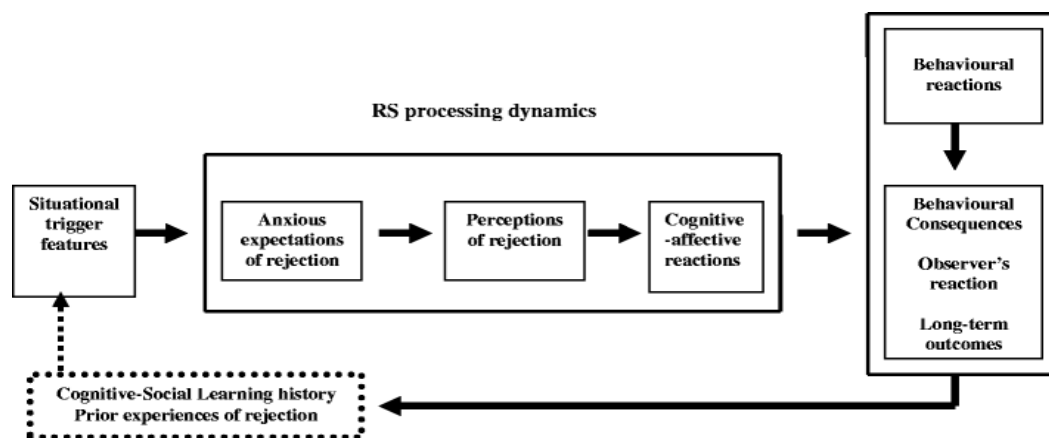 RS processing dynamics
Situational
trigger
features
Anxious
expectations
of rejection
Perceptions
of rejection
Cognitive
-affective
reactions
Behavioural
reactions
Behavioural
Consequences
Observer's
reaction
Long-term
outcomes
Cognitive-Social Learning history
Prior experiences of rejection